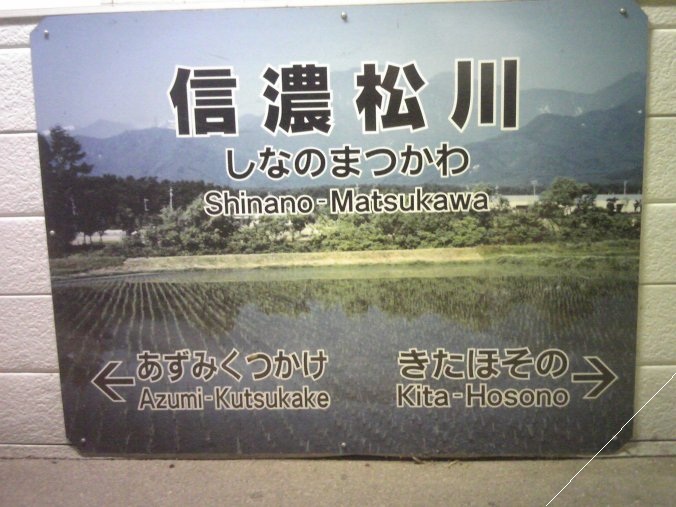 信濃松川
しなのまつかわ
Shinano-Matsukawa
← あずみくつかけ
Azumi-Kutsukake
きたほその →
Kita-Hosono